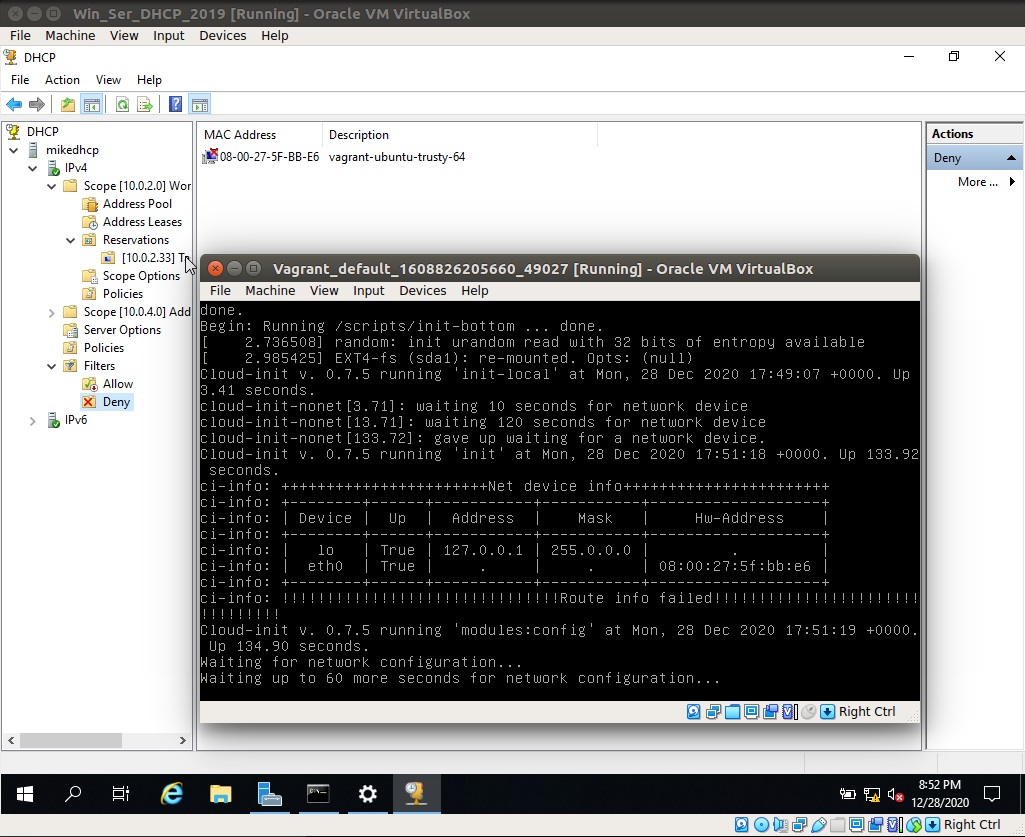 Win_Ser_DHCP_2019 [Running] - Oracle VM VirtualBox
File Machine View Input Devices Help
DHCP
File Action View Help
DHCP
mikedhcp
IPv4
Scope [10.0.2.0] Wor
Address Pool
Address Leases
Reservations
[10.0.2.33] T
Scope Options
Policies
Scope [10.0.4.0] Add
Server Options
Policies
Filters
Allow
Deny
IPv6
MAC Address Description
08-00-27-5F-BB-E6 vagrant-ubuntu-trusty-64
Actions
Deny
More ...
Vagrant_default_1608826205660_49027 [Running] - Oracle VM VirtualBox
File Machine View Input Devices Help
done.
Begin: Running /scripts/init-bottom ... done.
[    2.736508] random: init urandom read with 32 bits of entropy available
[    2.985425] EXT4-fs (sda1): re-mounted. Opts: (null)
Cloud-init v. 0.7.5 running 'init-local' at Mon, 28 Dec 2020 17:49:07 +0000. Up
3.41 seconds.
cloud-init-nonet[3.71]: waiting 10 seconds for network device
cloud-init-nonet[13.71]: waiting 120 seconds for network device
cloud-init-nonet[133.72]: gave up waiting for a network device.
Cloud-init v. 0.7.5 running 'init' at Mon, 28 Dec 2020 17:51:18 +0000. Up 133.92
 seconds.
ci-info: +++++++++++++++++++++++Net device info+++++++++++++++++++++++
ci-info: +--------+------+-----------+-----------+-------------------+
ci-info: | Device |  Up  |  Address  |    Mask   |     Hw-Address    |
ci-info: +--------+------+-----------+-----------+-------------------+
ci-info: |   lo   | True | 127.0.0.1 | 255.0.0.0 |         .         |
ci-info: |  eth0  | True |     .     |     .     | 08:00:27:5f:bb:e6 |
ci-info: +--------+------+-----------+-----------+-------------------+
ci-info: !!!!!!!!!!!!!!!!!!!!!!!!!!!!!!!Route info failed!!!!!!!!!!!!!!!!!!!!!!!
!!!!!!!!!
Cloud-init v. 0.7.5 running 'modules:config' at Mon, 28 Dec 2020 17:51:19 +0000.
 Up 134.90 seconds.
Waiting for network configuration...
Waiting up to 60 more seconds for network configuration...
Right Ctrl
8:52 PM
12/28/2020
Right Ctrl